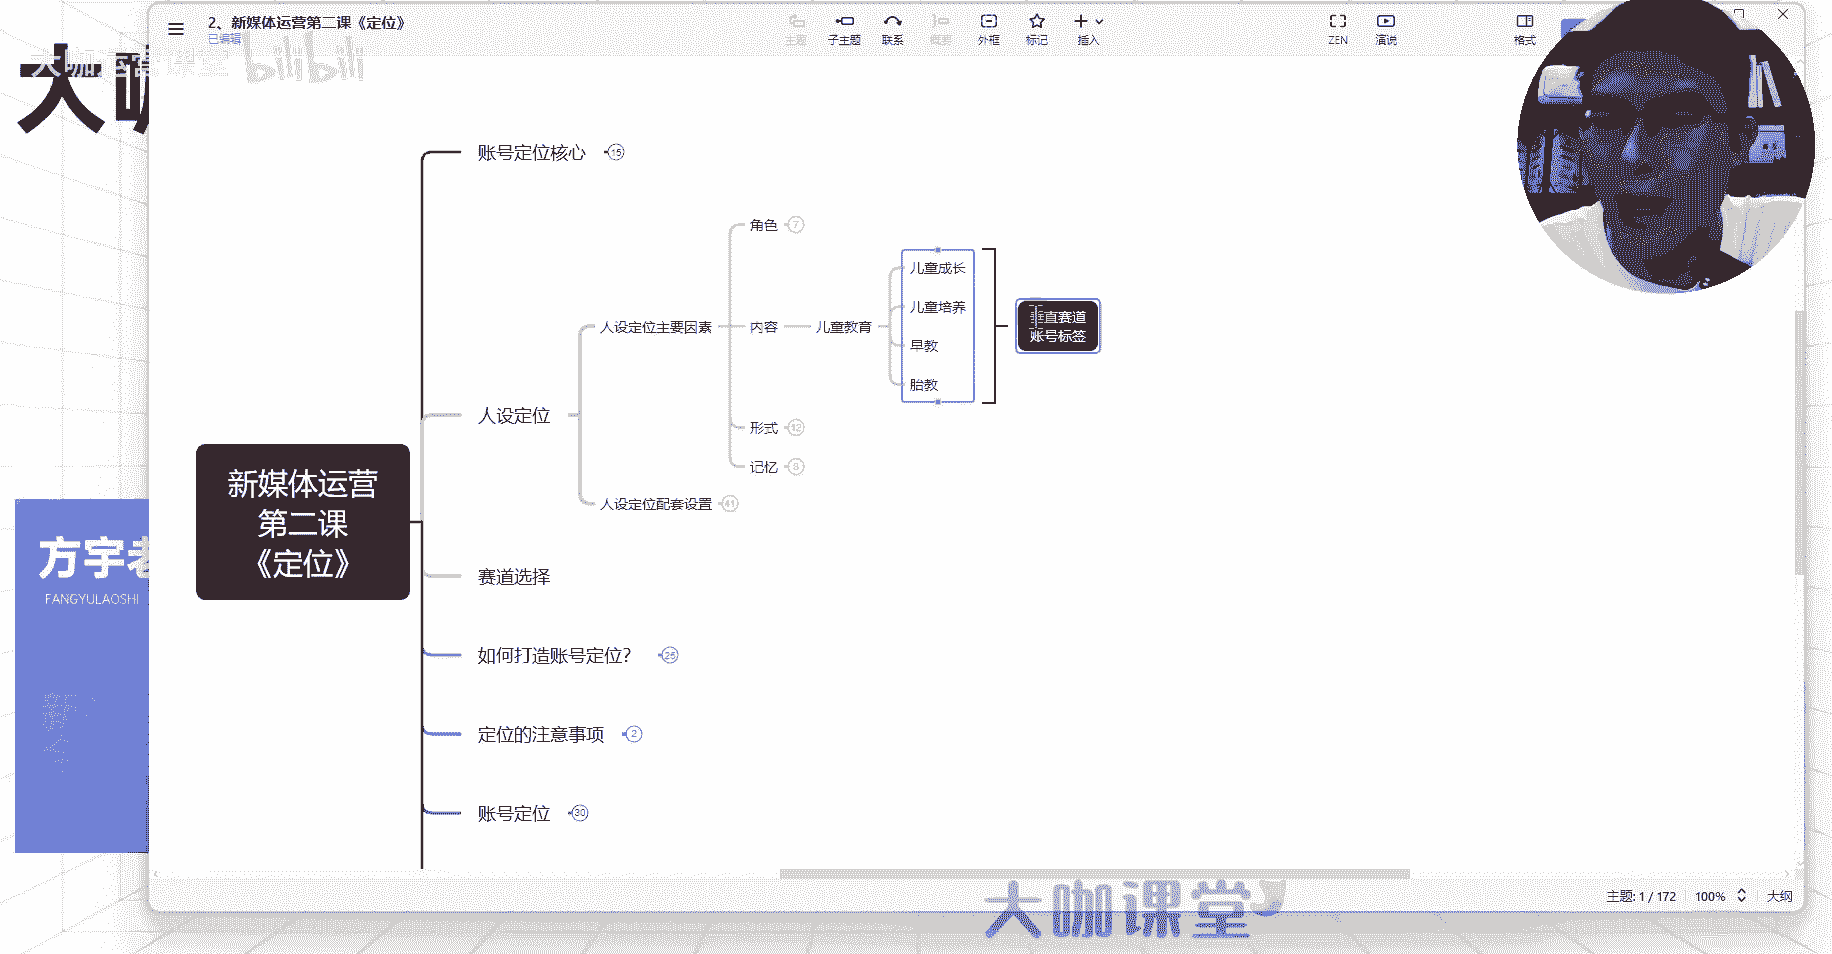 2、新媒体运营第二课《定位》
已编辑
主题
子主题
联系
概要
外框
标记
插入
ZEN
演说
格式
大咖运营课堂
bilibili
大咖
账号定位核心
15
角色
7
儿童成长
儿童培养
早教
胎教
垂直赛道
账号标签
人设定位主要因素
内容
儿童教育
人设定位
形式
12
记忆
8
人设定位配套设置
41
新媒体运营
第二课
《定位》
方宇老
FANGYULAOSHI
赛道选择
如何打造账号定位？
25
定位的注意事项
2
账号定位
30
主题: 1 / 172
100%
大纲
大咖课堂